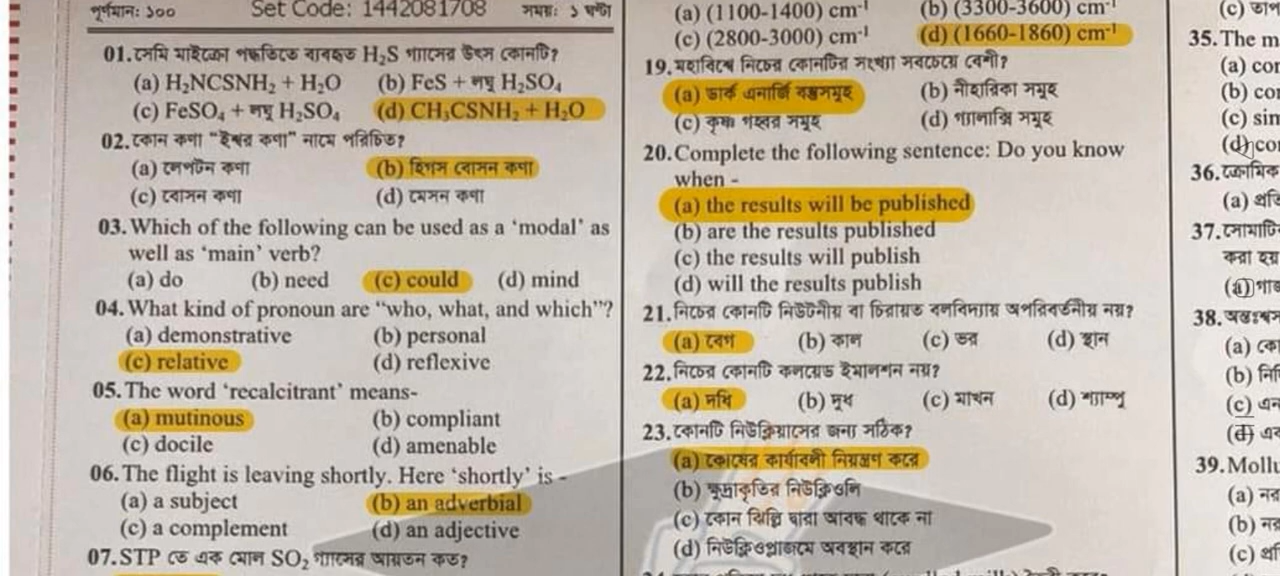 পূর্ণমান: ১০০ Set Code: 1442081708 সময়: ১ ঘণ্টা
01. সেমি মাইক্রো পদ্ধতিতে ব্যবহৃত H₂S গ্যাসের উৎস কোনটি?
(a) H₂NCSNH₂ + H₂O (b) FeS + লঘু H₂SO₄
(c) FeSO₄ + লঘু H₂SO₄ (d) CH₃CSNH₂ + H₂O
02. কোন কণা “ঈশ্বর কণা” নামে পরিচিত?
(a) লেপটন কণা (b) হিগস বোসন কণা
(c) বোসন কণা (d) মেসন কণা
03. Which of the following can be used as a ‘modal’ as
well as ‘main’ verb?
(a) do (b) need (c) could (d) mind
04. What kind of pronoun are “who, what, and which”?
(a) demonstrative (b) personal
(c) relative (d) reflexive
05. The word ‘recalcitrant’ means-
(a) mutinous (b) compliant
(c) docile (d) amenable
06. The flight is leaving shortly. Here ‘shortly’ is -
(a) a subject (b) an adverbial
(c) a complement (d) an adjective
07. STP তে এক মোল SO₂ গ্যাসের আয়তন কত?
(a) (1100-1400) cm⁻¹ (b) (3300-3600) cm⁻¹
(c) (2800-3000) cm⁻¹ (d) (1660-1860) cm⁻¹
19. মহাবিশ্বে নিচের কোনটির সংখ্যা সবচেয়ে বেশী?
(a) ডার্ক এনার্জি বস্তুসমূহ (b) নীহারিকা সমূহ
(c) কৃষ্ণ গহ্বর সমূহ (d) গ্যালাক্সি সমূহ
20. Complete the following sentence: Do you know
when -
(a) the results will be published
(b) are the results published
(c) the results will publish
(d) will the results publish
21. নিচের কোনটি নিউটনীয় বা চিরায়ত বলবিদ্যায় অপরিবর্তনীয় নয়?
(a) বেগ (b) কাল (c) ভর (d) স্থান
22. নিচের কোনটি কলয়েড ইমালশন নয়?
(a) দধি (b) দুধ (c) মাখন (d) শ্যাম্পু
23. কোনটি নিউক্লিয়াসের জন্য সঠিক?
(a) কোষের কার্যাবলী নিয়ন্ত্রণ করে
(b) ক্ষুদ্রাকৃতির নিউক্লিওলি
(c) কোন ঝিল্লি দ্বারা আবদ্ধ থাকে না
(d) নিউক্লিওপ্লাজমে অবস্থান করে
(c)
35. The m
(a) con
(b) con
(c) sim
(d) con
36. ক্রোমিক
(a)
37.
করা হয়
(a)
38.
(a)
(b)
(c)
(d)
39. Mollu
(a)
(b)
(c)